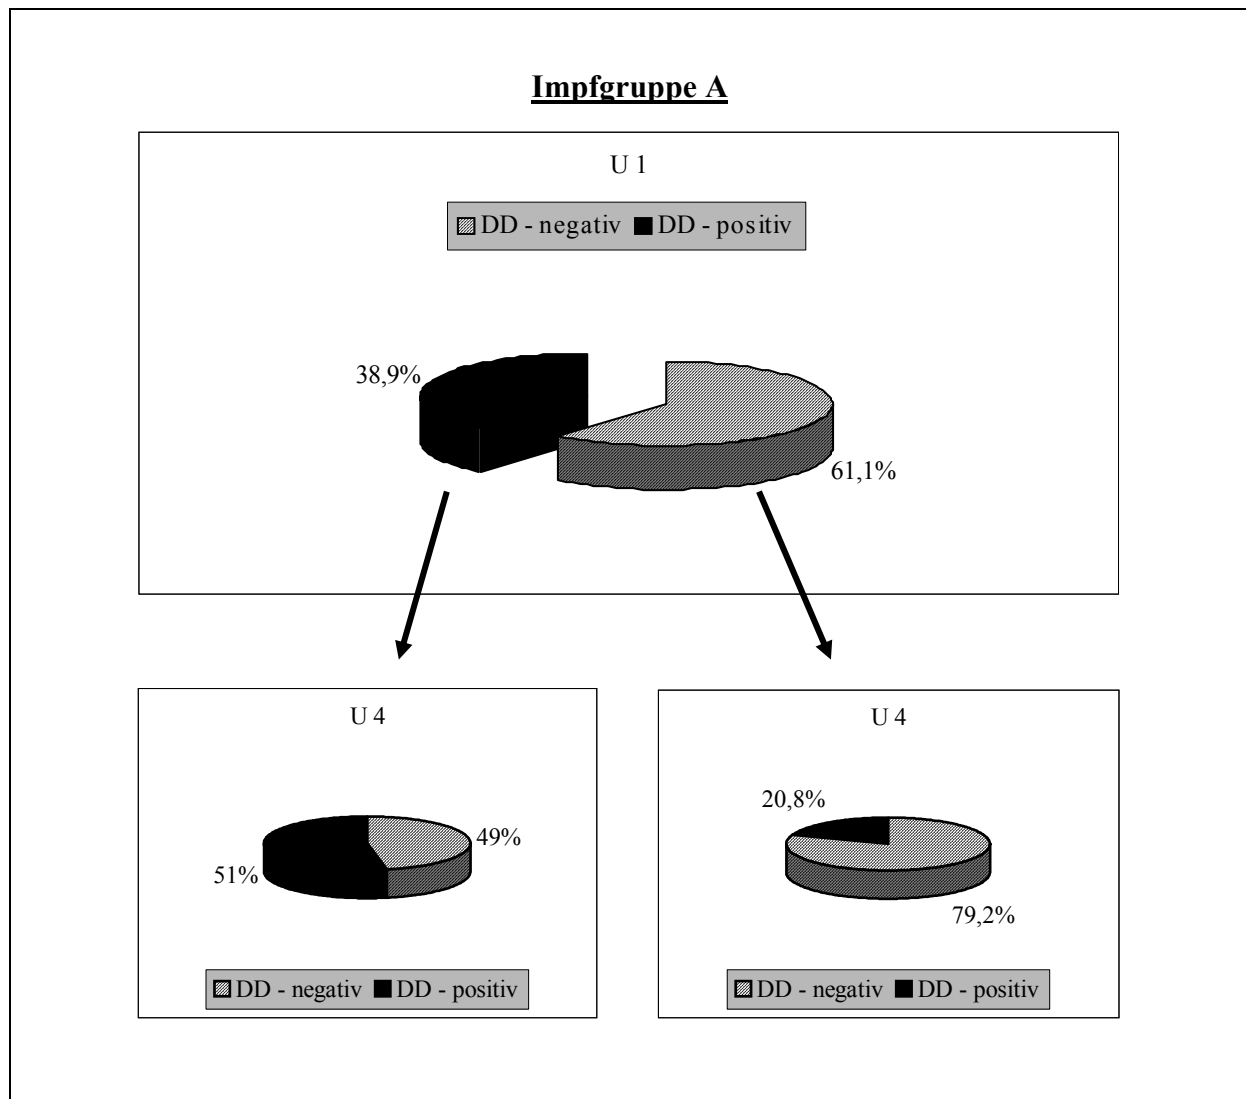 Impfgruppe A
U 1
DD - negativ DD - positiv
38,9%
61,1%
U 4
49%
51%
DD - negativ DD - positiv
U 4
20,8%
79,2%
DD - negativ DD - positiv